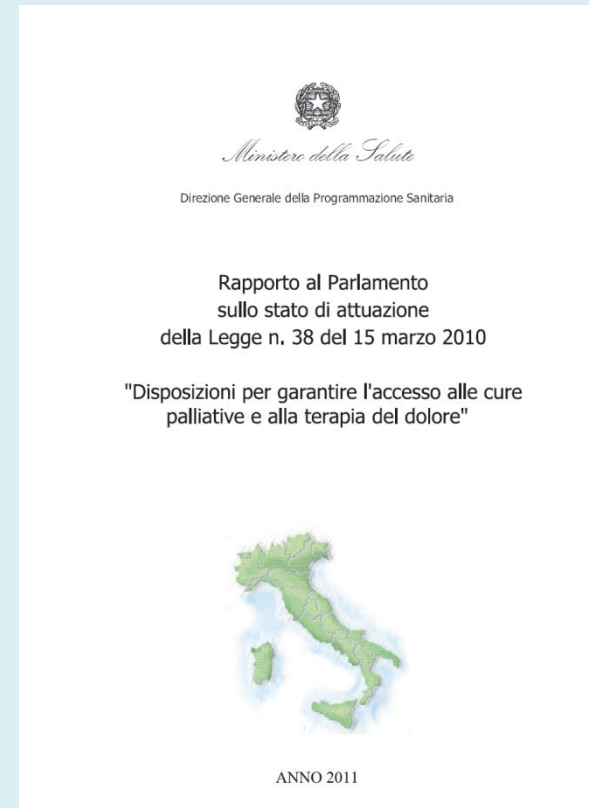 Ministero della Salute
Direzione Generale della Programmazione Sanitaria
Rapporto al Parlamento
sullo stato di attuazione
della Legge n. 38 del 15 marzo 2010
"Disposizioni per garantire l'accesso alle cure
palliative e alla terapia del dolore"
ANNO 2011